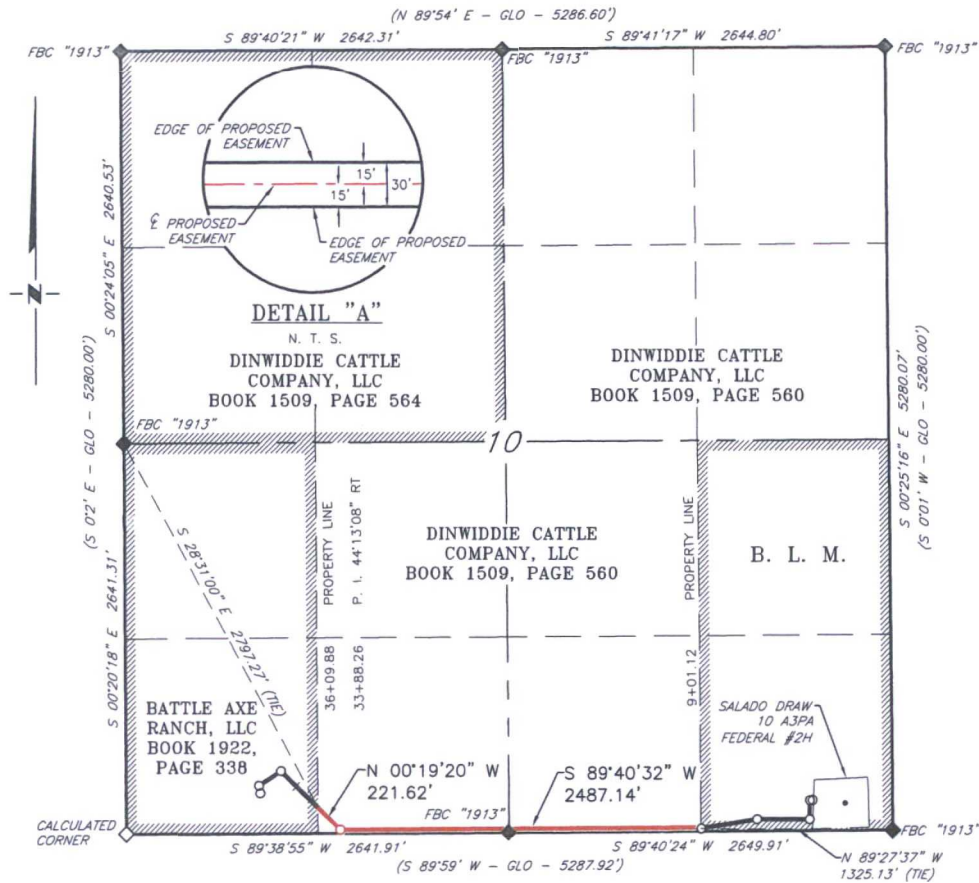 (N 89°54' E - GLO - 5286.60')
S 89°40'21" W 2642.31'
S 89°41'17" W 2644.80'
FBC "1913"
FBC "1913"
EDGE OF PROPOSED
EASEMENT
15'
30'
15'
℄ PROPOSED
EASEMENT
EDGE OF PROPOSED
EASEMENT
S 00°24'05" E 2640.53'
N
DETAIL "A"
N. T. S.
DINWIDDIE CATTLE
COMPANY, LLC
BOOK 1509, PAGE 564
DINWIDDIE CATTLE
COMPANY, LLC
BOOK 1509, PAGE 560
(S 0°2' E - GLO - 5280.00')
S 00°25'16" E 5280.07'
(S 0°01' W - GLO - 5280.00')
FBC "1913"
10
S 28°31'00" E 2797.27' (TIE)
PROPERTY LINE
36+09.88
P. I. 44°13'08" RT
33+88.26
DINWIDDIE CATTLE
COMPANY, LLC
BOOK 1509, PAGE 560
PROPERTY LINE
9+01.12
B. L. M.
S 00°20'18" E 2641.31'
BATTLE AXE
RANCH, LLC
BOOK 1922,
PAGE 338
SALADO DRAW
10 A3PA
FEDERAL #2H
N 00°19'20" W
221.62'
S 89°40'32" W
2487.14'
FBC "1913"
CALCULATED
CORNER
FBC "1913"
S 89°38'55" W 2641.91'
S 89°40'24" W 2649.91'
(S 89°59' W - GLO - 5287.92')
N 89°27'37" W
1325.13' (TIE)